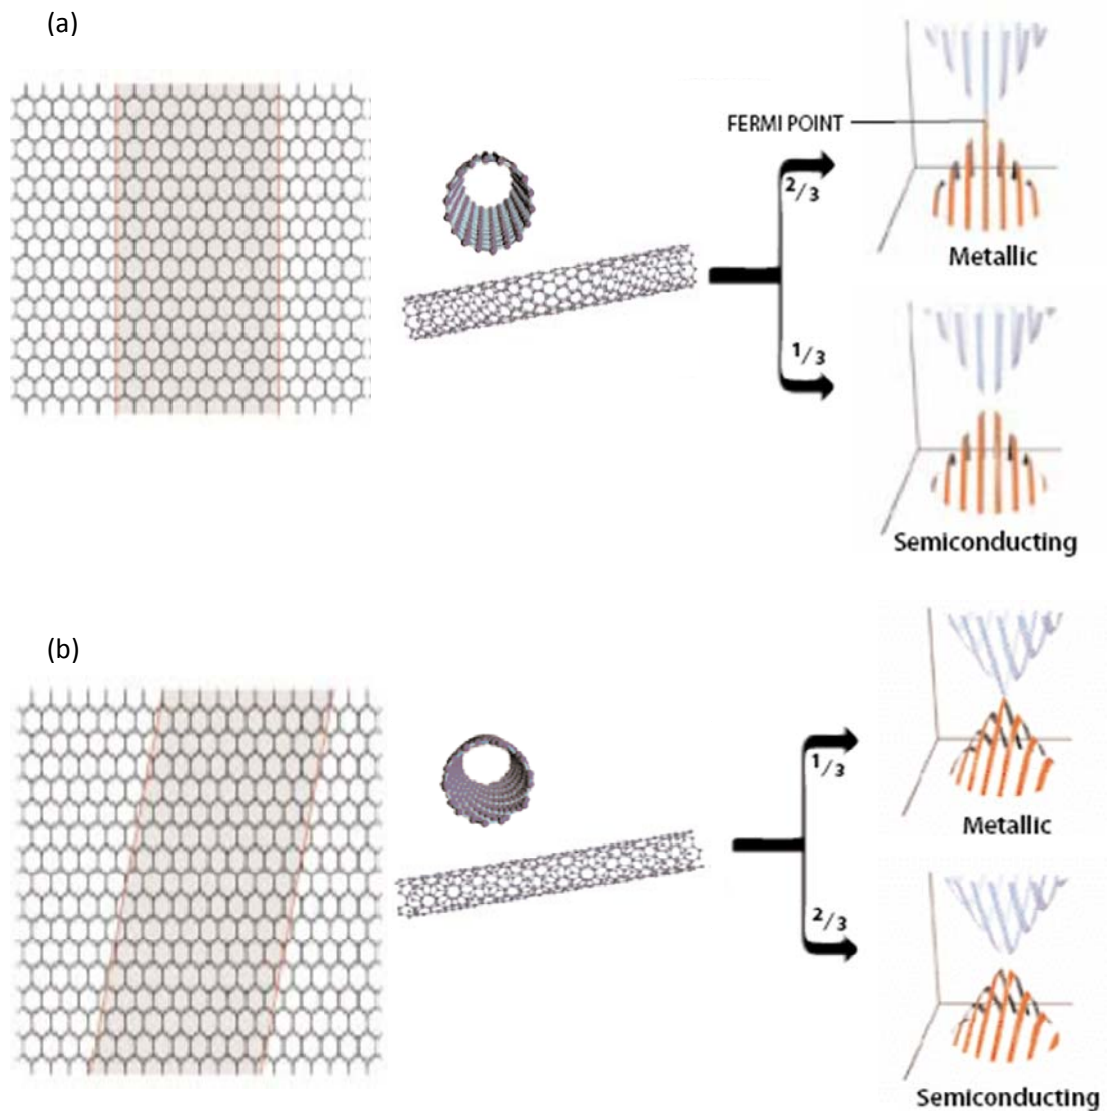 (a)
FERMI POINT
2/3
Metallic
1/3
Semiconducting
(b)
1/3
Metallic
2/3
Semiconducting